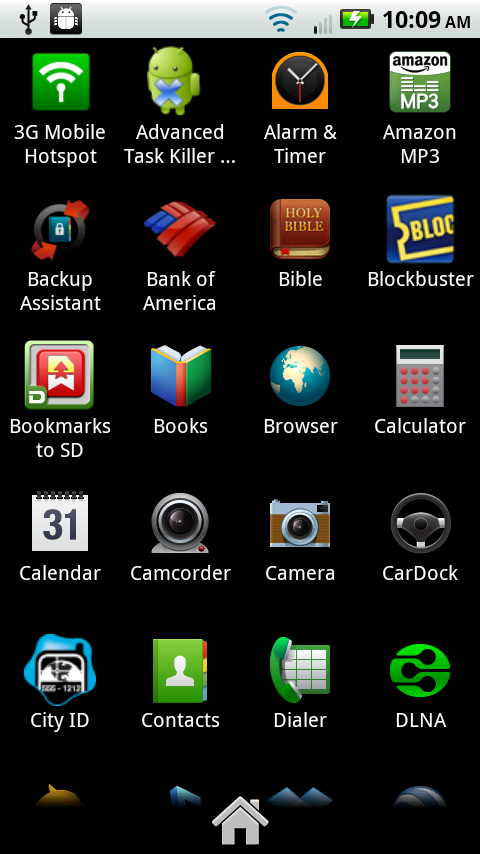 10:09 AM
amazon
MP3
3G Mobile Hotspot
Advanced Task Killer ...
Alarm & Timer
Amazon MP3
HOLY BIBLE
BLOC
Backup Assistant
Bank of America
Bible
Blockbuster
D
Bookmarks to SD
Books
Browser
Calculator
31
Calendar
Camcorder
Camera
CarDock
555-1212
City ID
Contacts
Dialer
DLNA